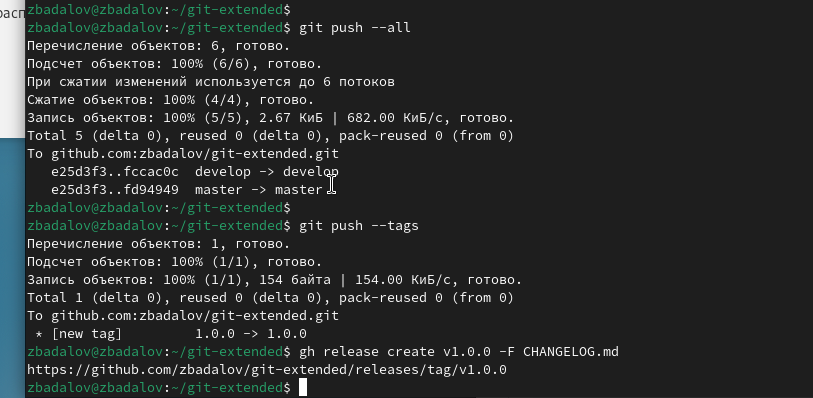 расп
zbadalov@zbadalov:~/git-extended$
zbadalov@zbadalov:~/git-extended$ git push --all
Перечисление объектов: 6, готово.
Подсчет объектов: 100% (6/6), готово.
При сжатии изменений используется до 6 потоков
Сжатие объектов: 100% (4/4), готово.
Запись объектов: 100% (5/5), 2.67 КиБ | 682.00 КиБ/с, готово.
Total 5 (delta 0), reused 0 (delta 0), pack-reused 0 (from 0)
To github.com:zbadalov/git-extended.git
   e25d3f3..fccac0c  develop -> develop
   e25d3f3..fd94949  master -> master
zbadalov@zbadalov:~/git-extended$
zbadalov@zbadalov:~/git-extended$ git push --tags
Перечисление объектов: 1, готово.
Подсчет объектов: 100% (1/1), готово.
Запись объектов: 100% (1/1), 154 байта | 154.00 КиБ/с, готово.
Total 1 (delta 0), reused 0 (delta 0), pack-reused 0 (from 0)
To github.com:zbadalov/git-extended.git
 * [new tag]         1.0.0 -> 1.0.0
zbadalov@zbadalov:~/git-extended$ gh release create v1.0.0 -F CHANGELOG.md
https://github.com/zbadalov/git-extended/releases/tag/v1.0.0
zbadalov@zbadalov:~/git-extended$